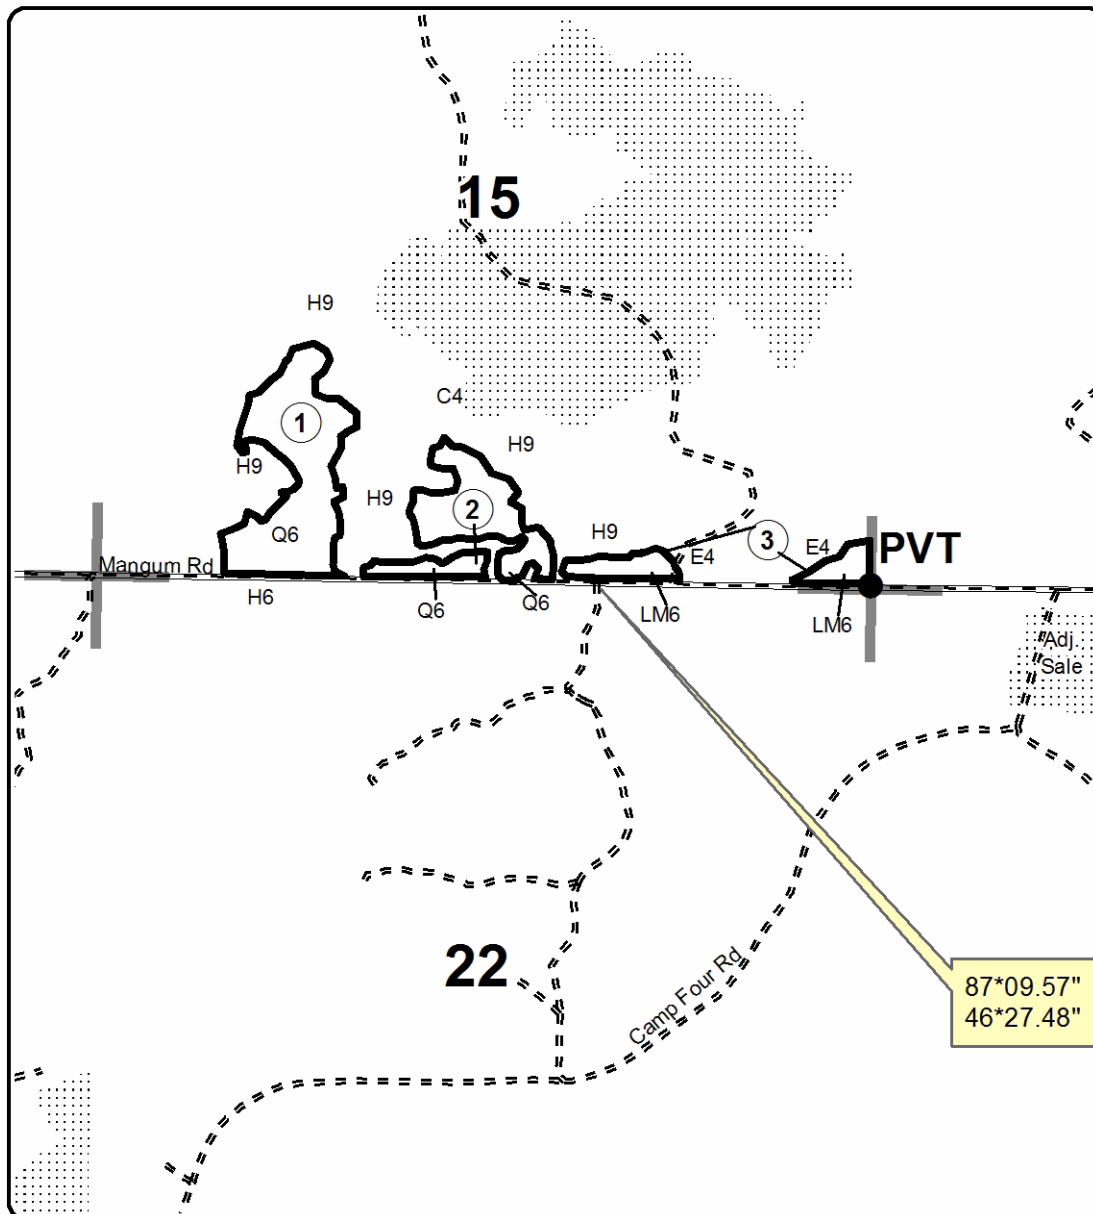 15
H9
C4
1
H9
H9
H9
2
Q6
H9
3
E4
E4
PVT
Mangum Rd
H6
Q6
Q6
LM6
LM6
Adj.
Sale
22
Camp Four Rd
87*09.57"
46*27.48"